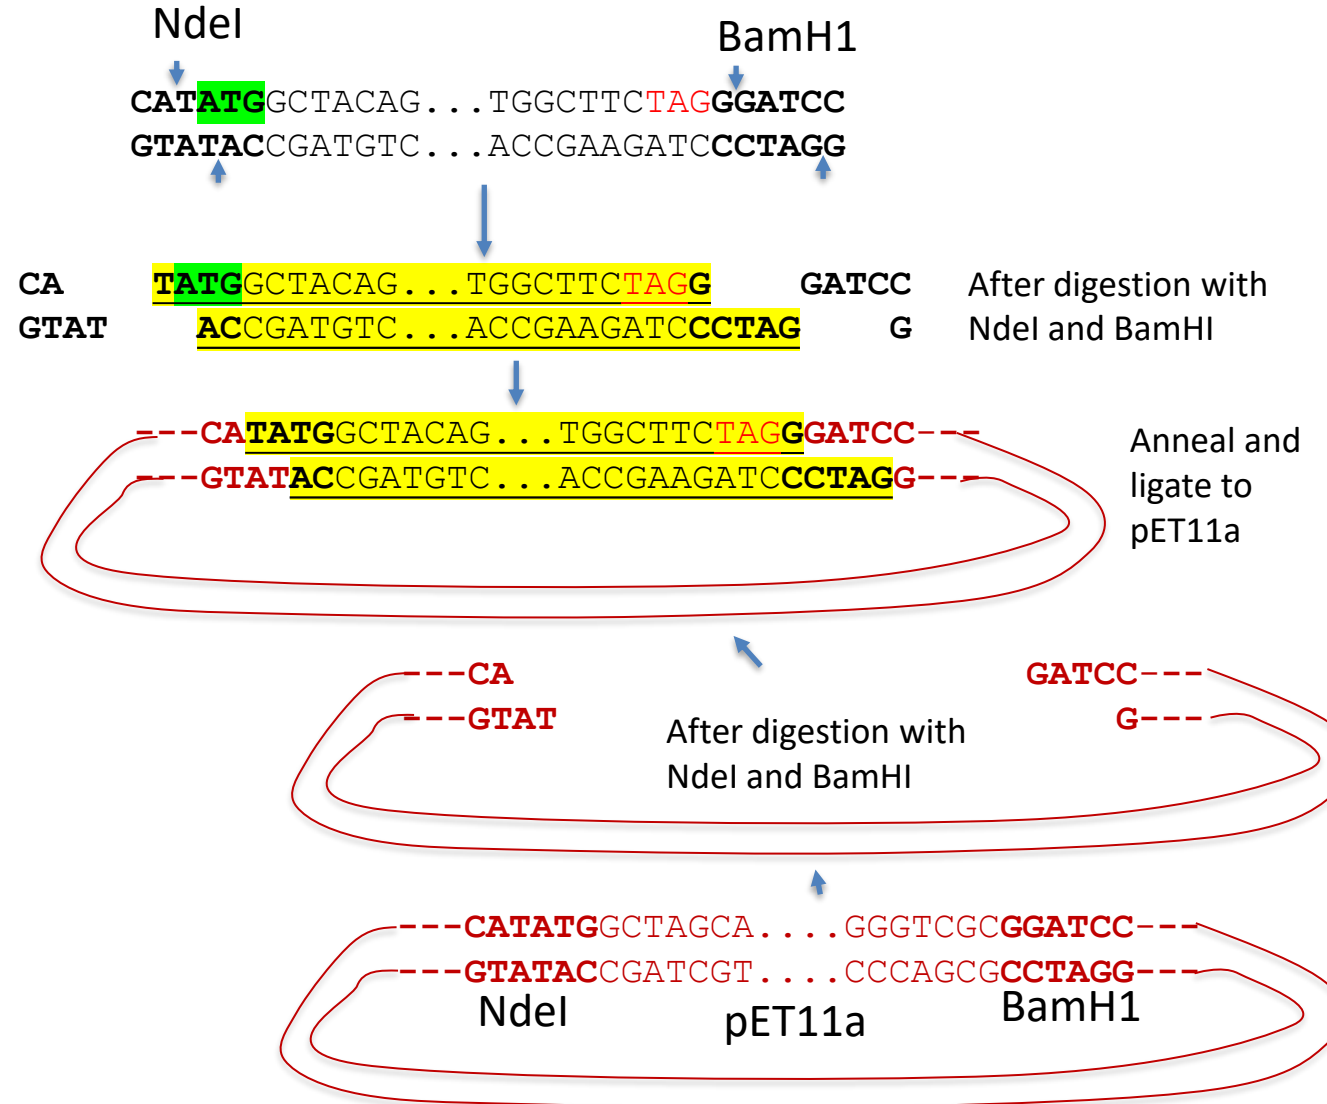 NdeI BamH1
CATATGGCTACAG...TGGCTTCTAGGGATCC
GTATACCGATGTC...ACCGAAGATCCCTAGG
CA TATGGCTACAG...TGGCTTCTAGG GATCC After digestion with
GTAT ACCGATGTC...ACCGAAGATCCCTAG G NdeI and BamHI
---CATATGGCTACAG...TGGCTTCTAGGGATCC--- Anneal and
---GTATACCGATGTC...ACCGAAGATCCCTAGG--- ligate to
pET11a
---CA GATCC---
---GTAT G---
After digestion with
NdeI and BamHI
---CATATGGCTAGCA....GGGTCGCGGATCC---
---GTATACCGATCGT....CCCAGCGCCTAGG---
NdeI pET11a BamH1